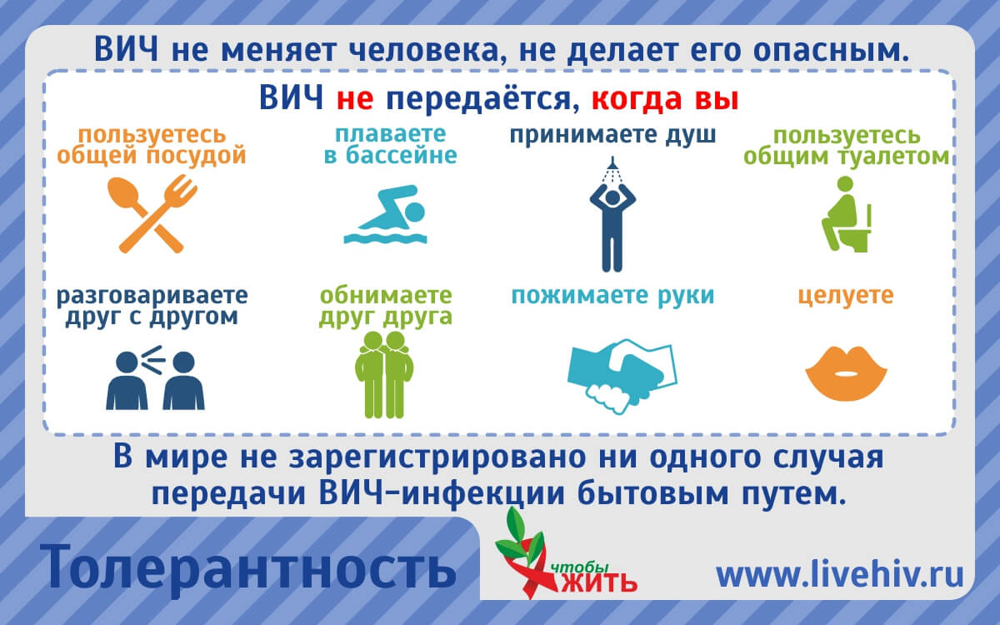 ВИЧ не меняет человека, не делает его опасным.
ВИЧ не передаётся, когда вы
пользуетесь
общей посудой
плаваете
в бассейне
принимаете душ
пользуетесь
общим туалетом
разговариваете
друг с другом
обнимаете
друг друга
пожимаете руки
целуете
В мире не зарегистрировано ни одного случая
передачи ВИЧ-инфекции бытовым путем.
Толерантность
чтобы
жить
www.livehiv.ru